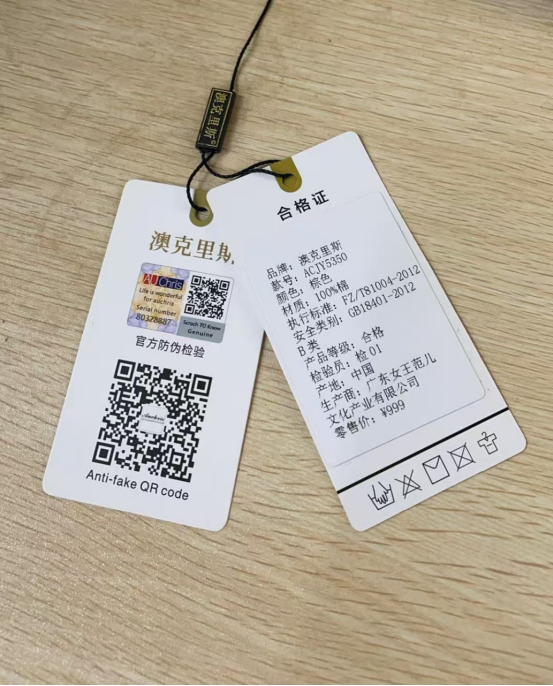 澳克里斯®
澳克里斯
AUChris
Life is wonderful
for auchris
Serial number
80378887
Scratch TO Know
Genuine
官方防伪检验
Anti-fake QR code
合格证
品牌：澳克里斯
款号：ACJY5350
颜色：棕色
材质：100%棉
执行标准：FZ/T81004-2012
安全类别：GB18401-2012
B类
产品等级：合格
检验员：检01
产地：中国
生产商：广东女王范儿
文化产业有限公司
零售价：¥999